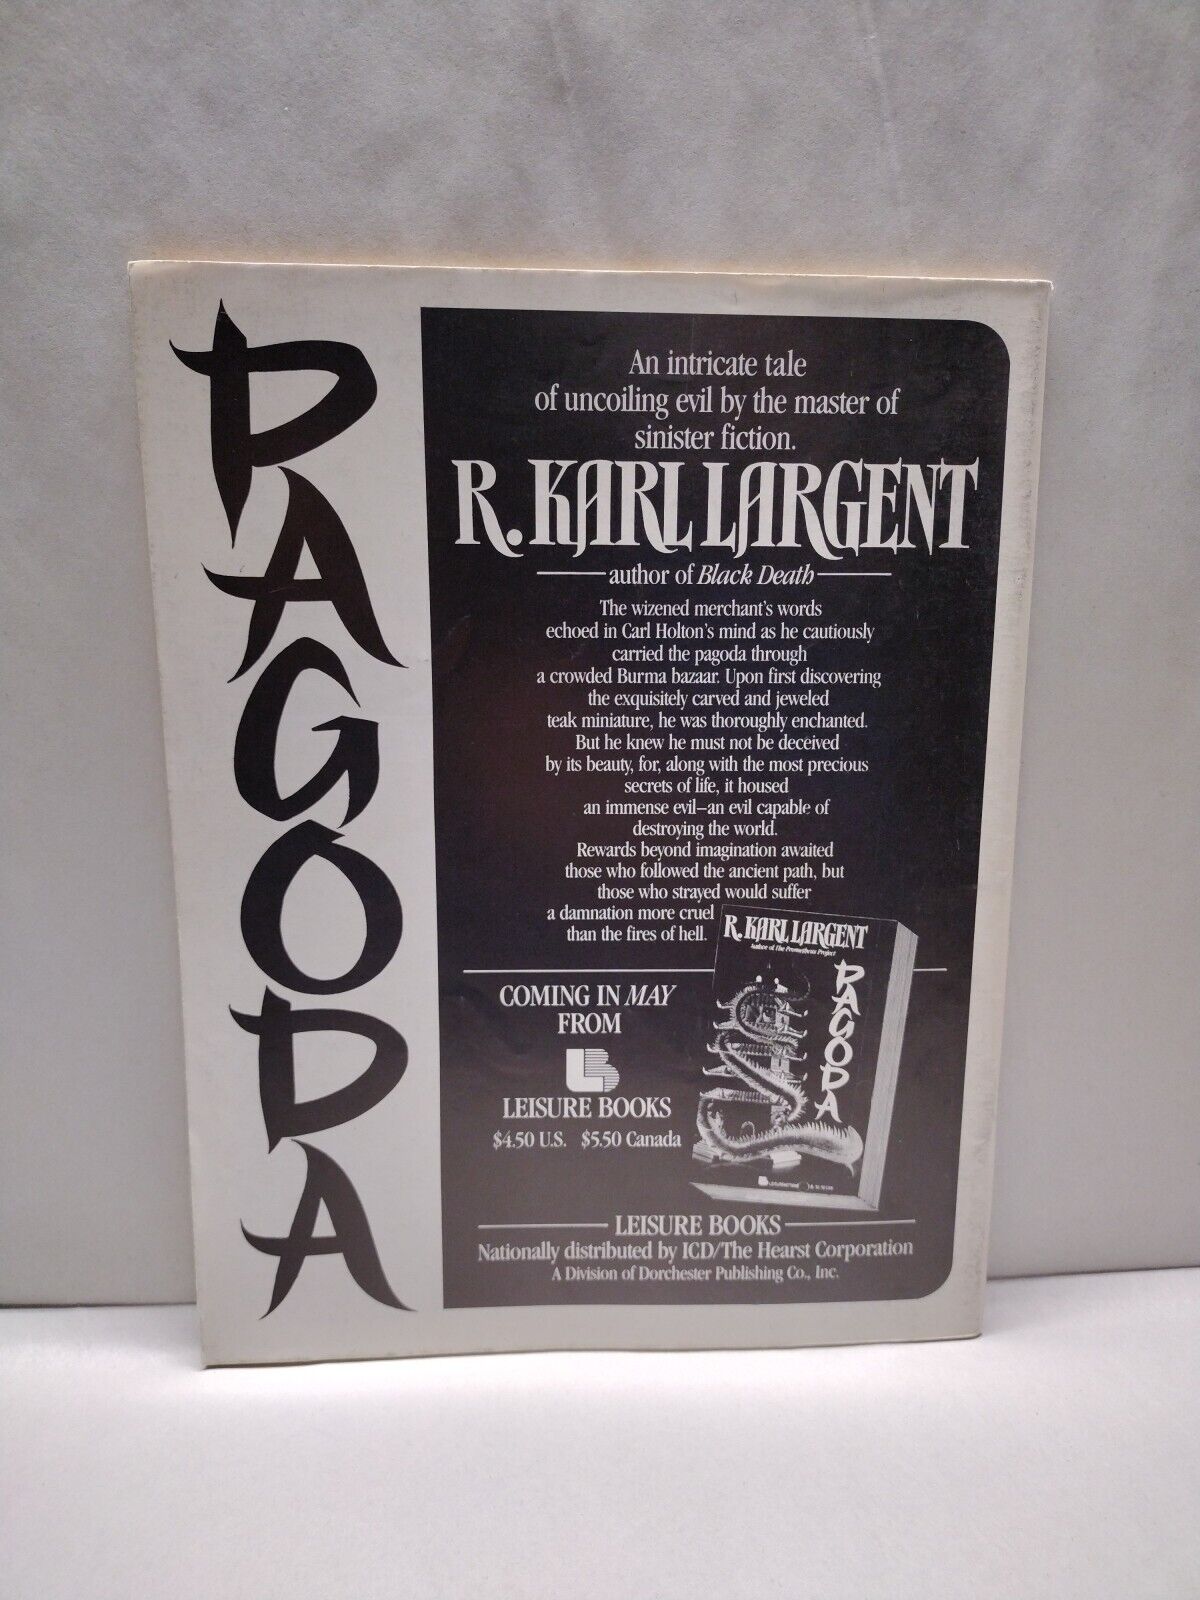 PAGODA
An intricate tale
of uncoiling evil by the master of
sinister fiction.
R. KARL LARGENT
author of Black Death
The wizened merchant's words
echoed in Carl Holton's mind as he cautiously
carried the pagoda through
a crowded Burma bazaar. Upon first discovering
the exquisitely carved and jeweled
teak miniature, he was thoroughly enchanted.
But he knew he must not be deceived
by its beauty, for, along with the most precious
secrets of life, it housed
an immense evil—an evil capable of
destroying the world.
Rewards beyond imagination awaited
those who followed the ancient path, but
those who strayed would suffer
a damnation more cruel
than the fires of hell.
R. KARL LARGENT
Author of The Prometheus Project
PAGODA
COMING IN MAY
FROM
LB
LEISURE BOOKS
$4.50 U.S. $5.50 Canada
LEISURE BOOKS
Nationally distributed by ICD/The Hearst Corporation
A Division of Dorchester Publishing Co., Inc.